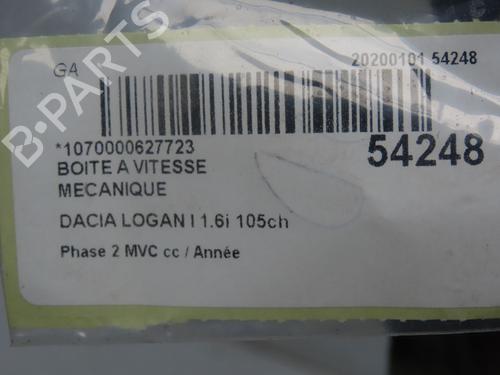 GA
20200101 54248
*1070000627723
54248
BOITE A VITESSE
MECANIQUE
DACIA LOGAN I 1.6i 105ch
Phase 2 MVC cc / Année
B-PARTS